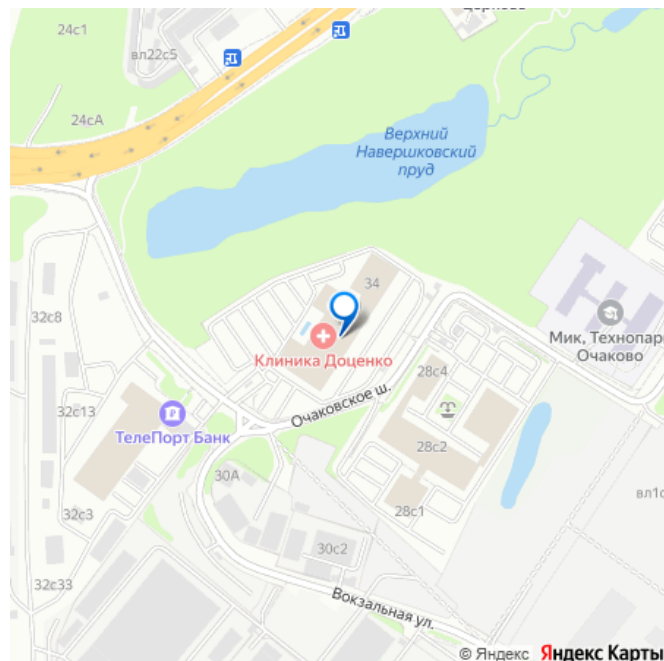 24с1
вл22с5
24сА
Верхний
Навершковский
пруд
34
32с8
Клиника Доценко
Мик, Технопарк
Очаково
28с4
Очаковское ш.
32с13
ТелеПорт Банк
28с2
30А
вл1с
28с1
32с3
30с2
32с33
Вокзальная ул.
© Яндекс Яндекс Карты